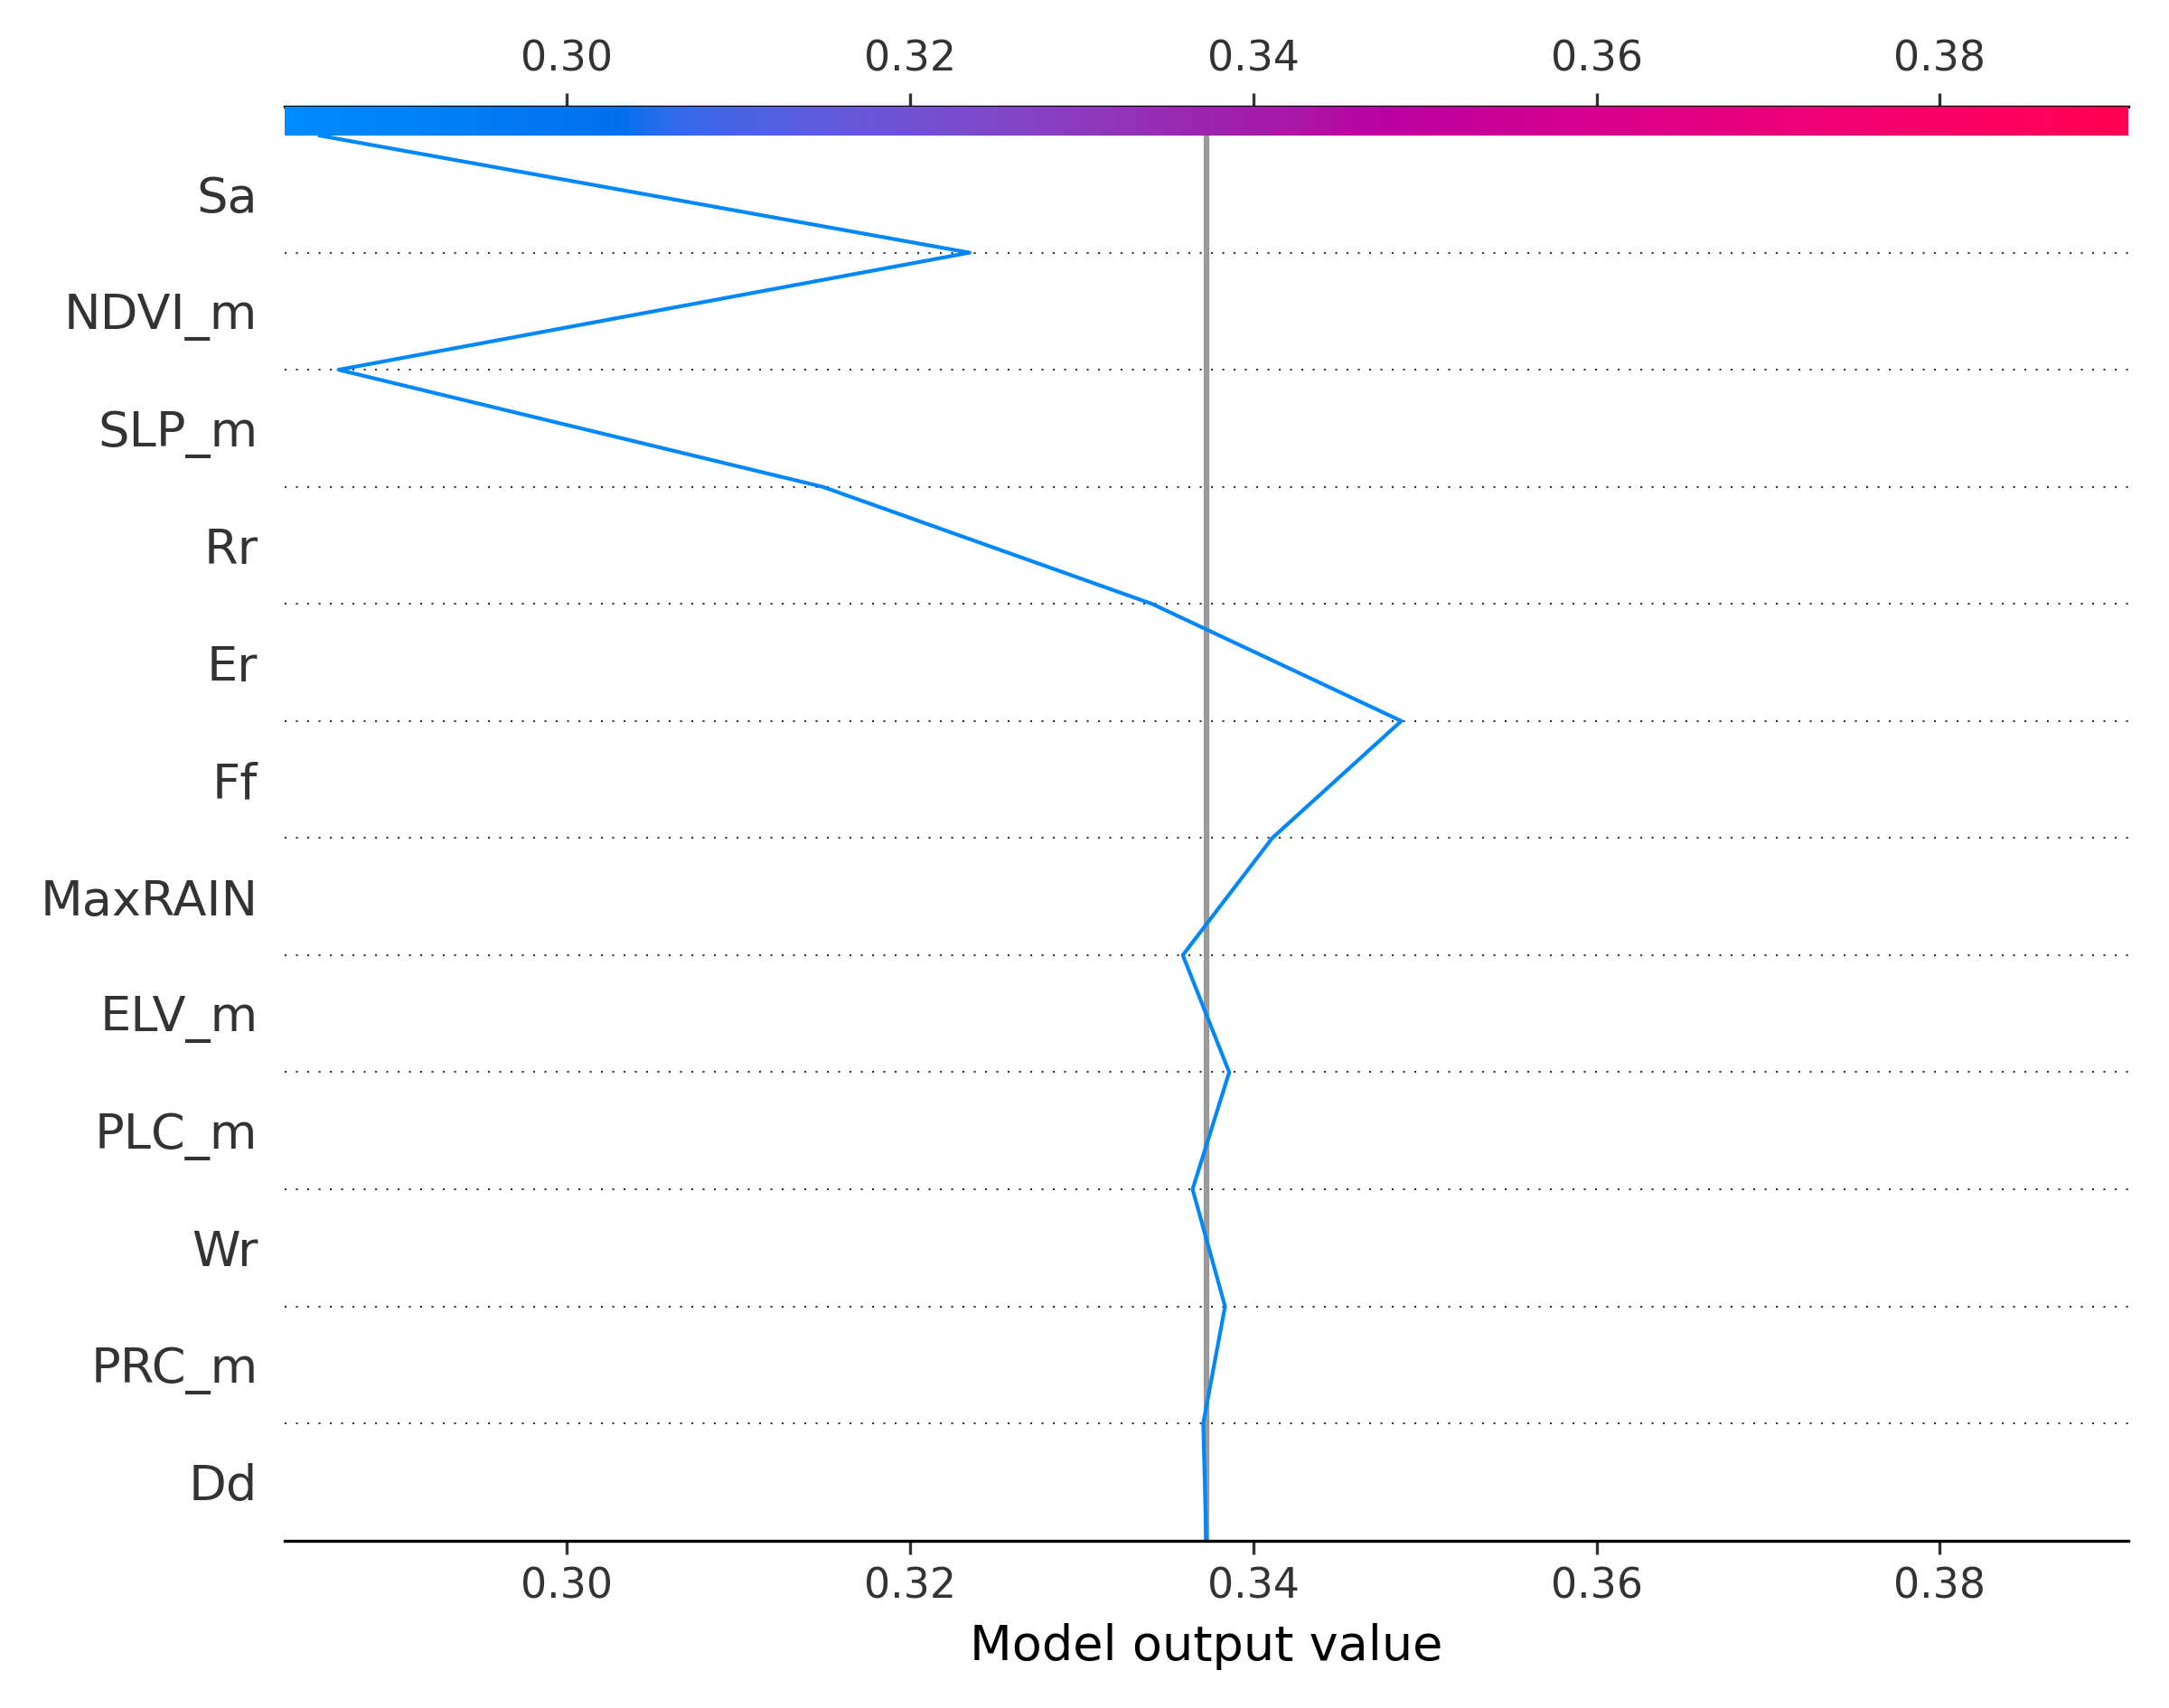 0.30 0.32 0.34 0.36 0.38
Sa
NDVI_m
SLP_m
Rr
Er
Ff
MaxRAIN
ELV_m
PLC_m
Wr
PRC_m
Dd
0.30 0.32 0.34 0.36 0.38
Model output value